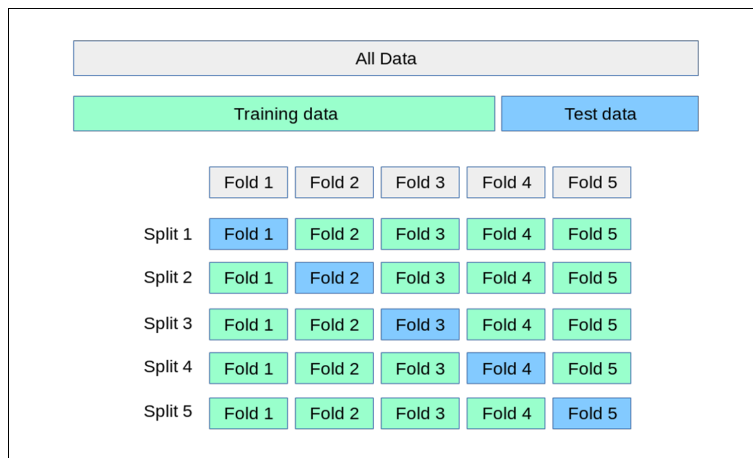 All Data
Training data Test data
Fold 1 Fold 2 Fold 3 Fold 4 Fold 5
Split 1 Fold 1 Fold 2 Fold 3 Fold 4 Fold 5
Split 2 Fold 1 Fold 2 Fold 3 Fold 4 Fold 5
Split 3 Fold 1 Fold 2 Fold 3 Fold 4 Fold 5
Split 4 Fold 1 Fold 2 Fold 3 Fold 4 Fold 5
Split 5 Fold 1 Fold 2 Fold 3 Fold 4 Fold 5